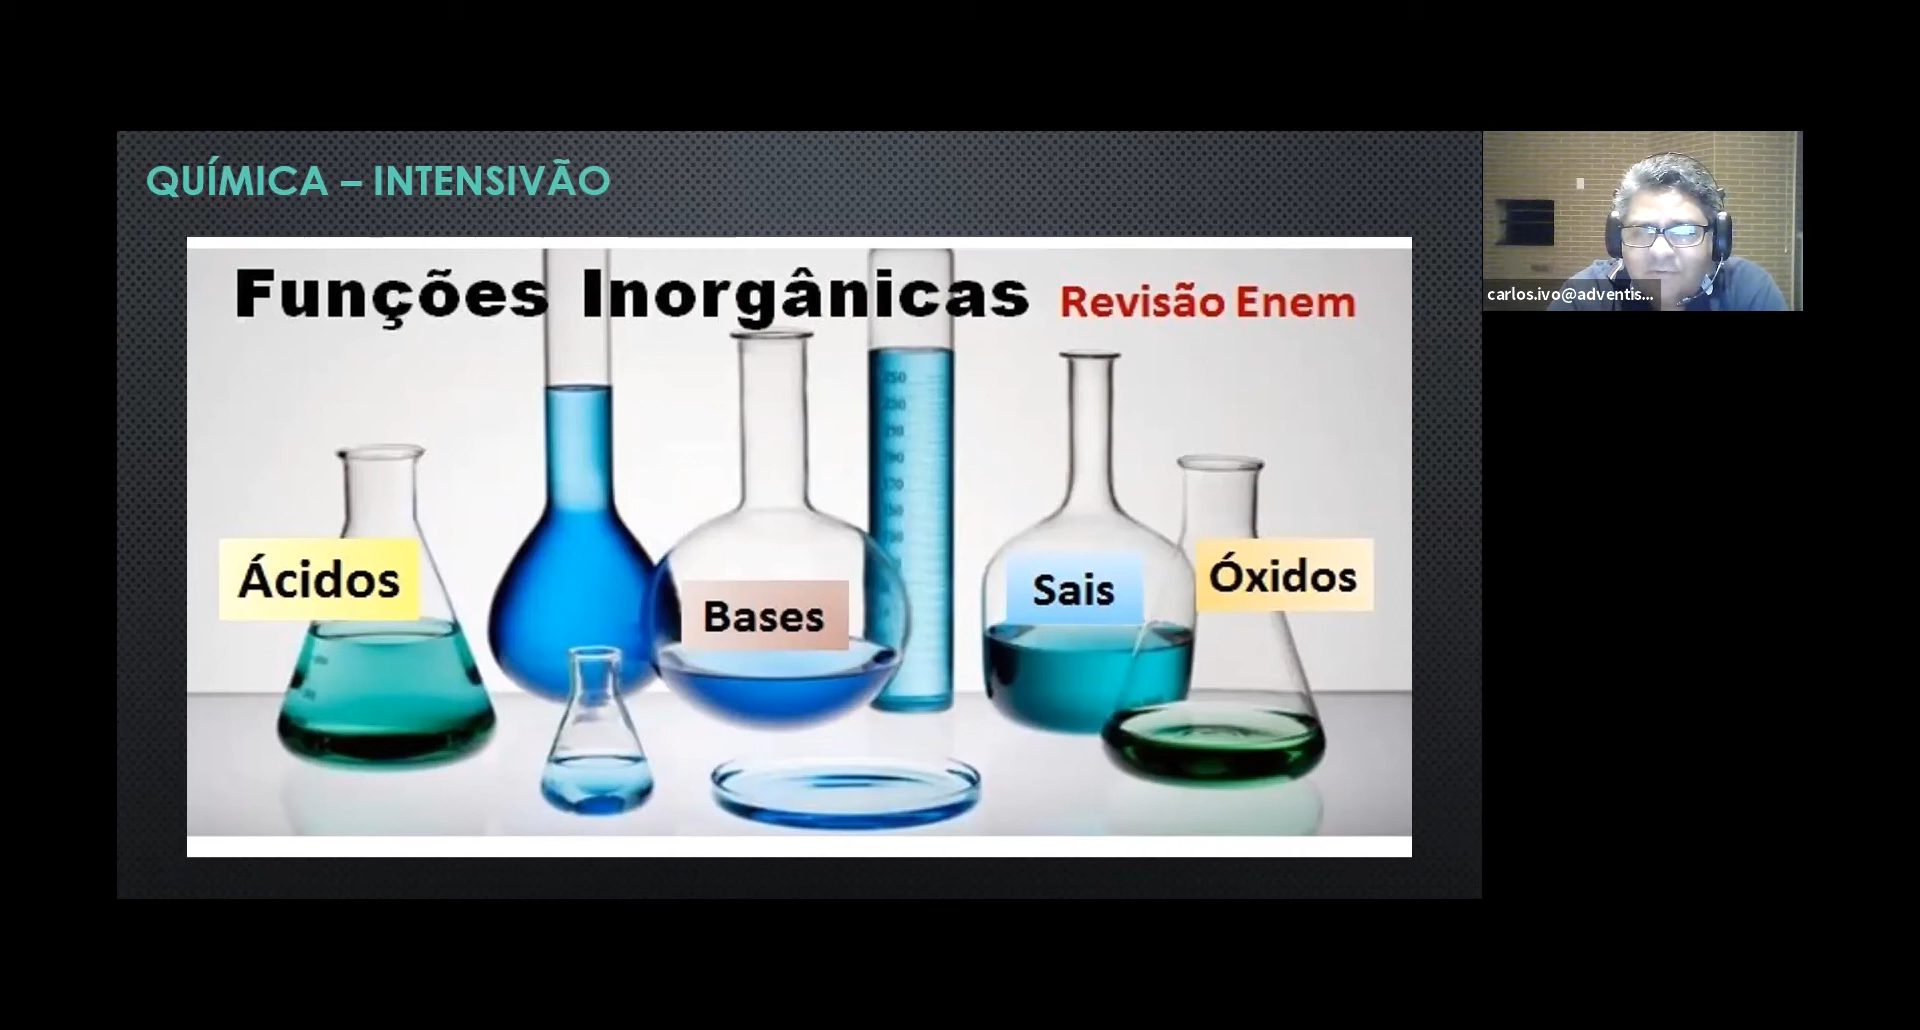 QUÍMICA – INTENSIVÃO
Funções Inorgânicas Revisão Enem
Ácidos
Bases
Sais
Óxidos
carlos.ivo@adventis...